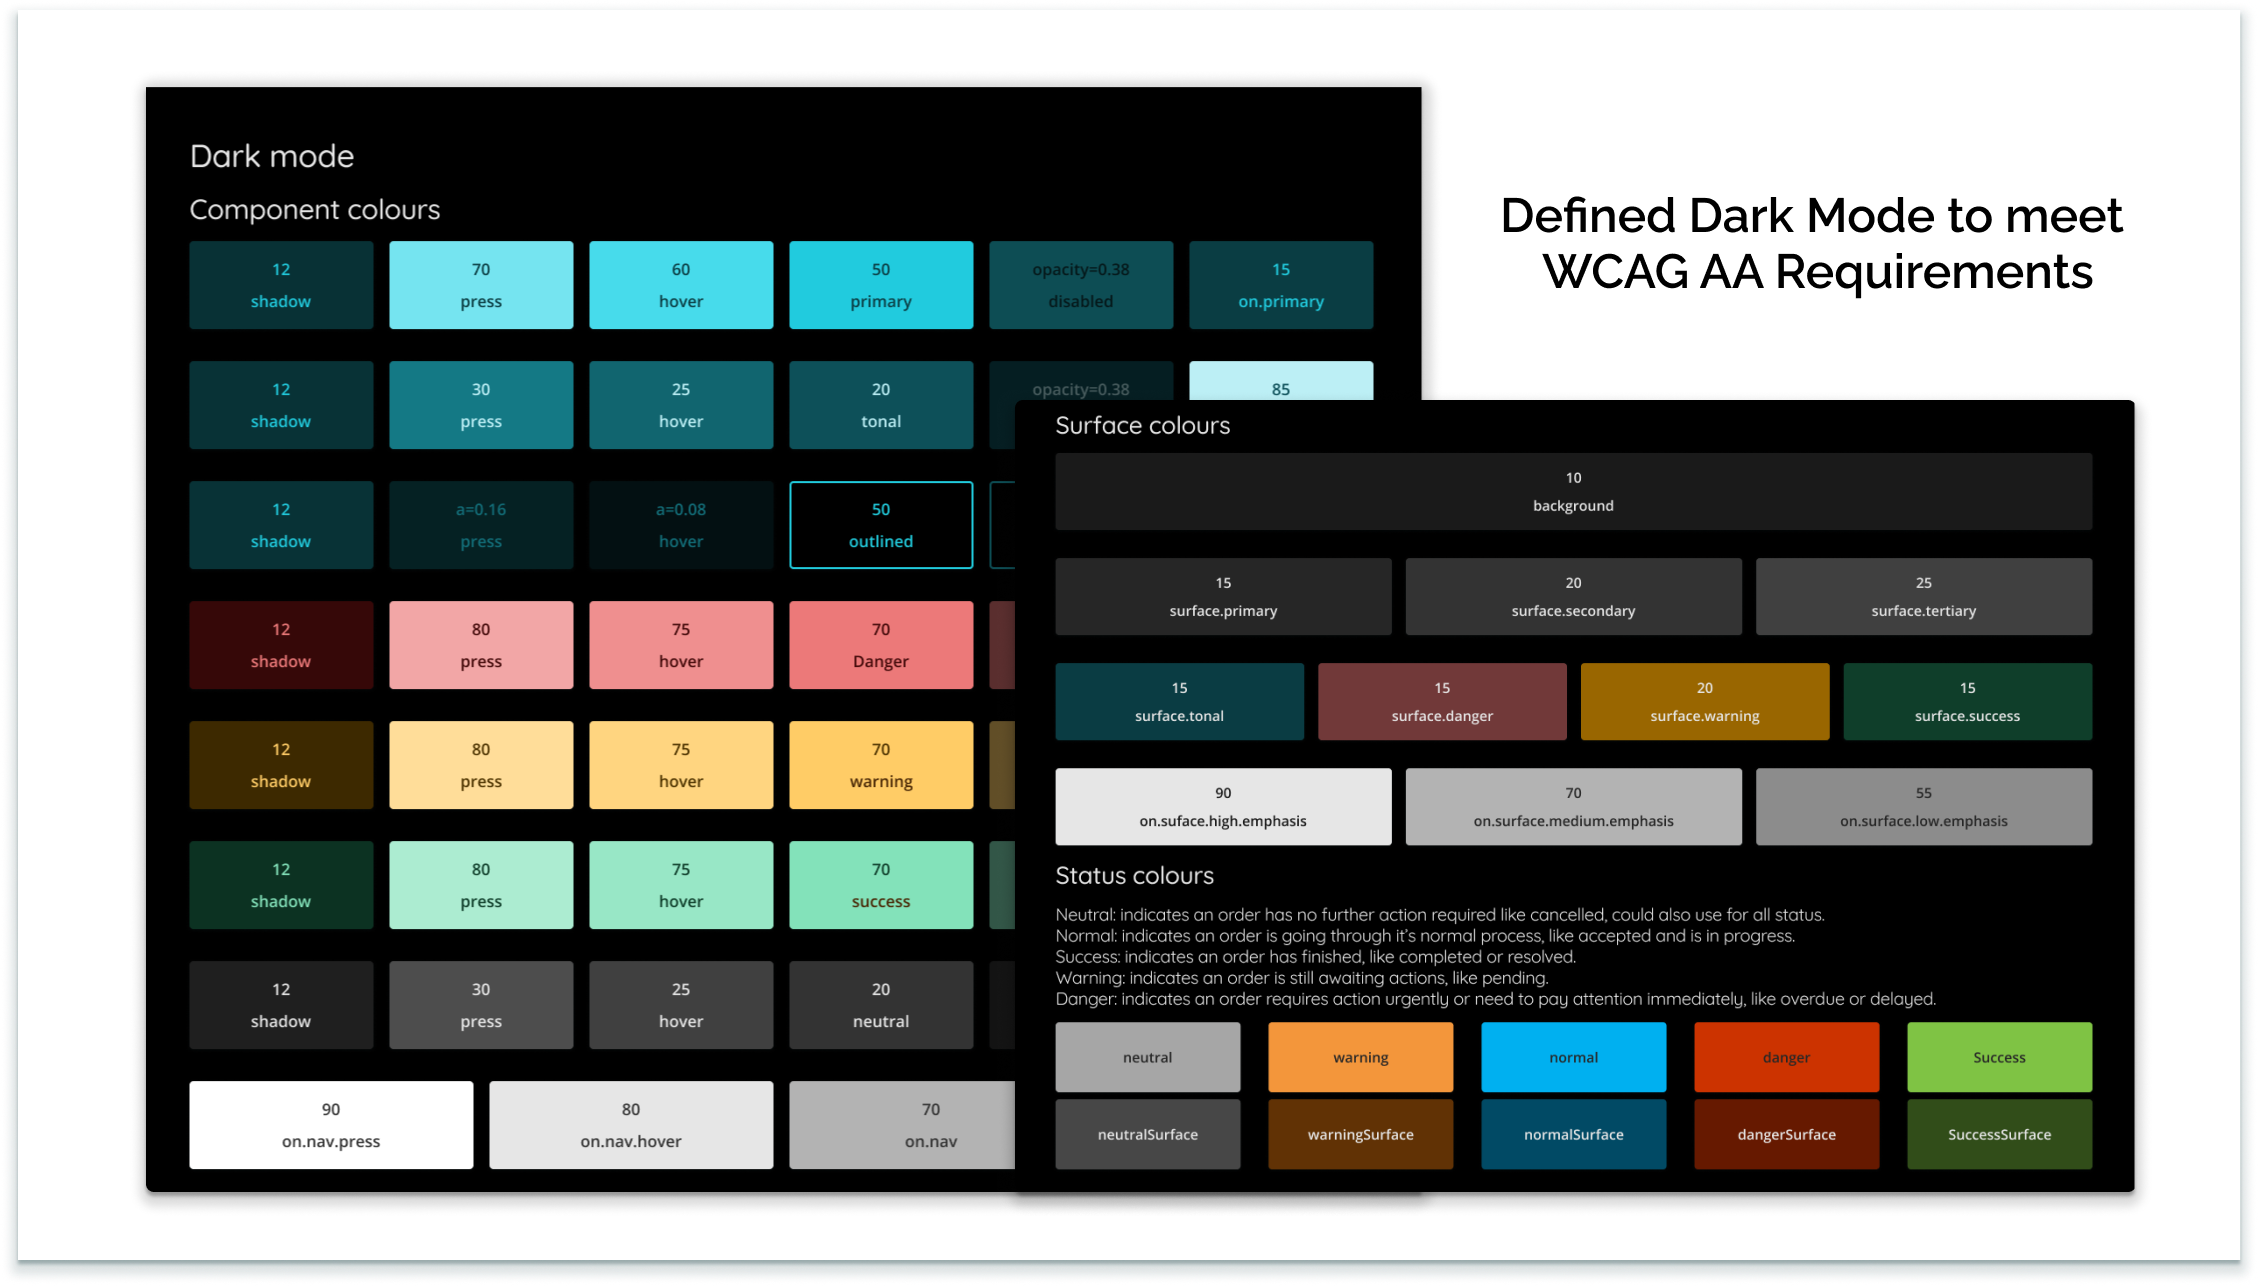 Defined Dark Mode to meet
WCAG AA Requirements
Dark mode
Component colours
12 70 60 50 opacity=0.38 15
shadow press hover primary disabled on.primary
12 30 25 20 opacity=0.38 85
shadow press hover tonal
12 a=0.16 a=0.08 50
shadow press hover outlined
12 80 75 70
shadow press hover Danger
12 80 75 70
shadow press hover warning
12 80 75 70
shadow press hover success
12 30 25 20
shadow press hover neutral
90 80 70
on.nav.press on.nav.hover on.nav
Surface colours
10
background
15 20 25
surface.primary surface.secondary surface.tertiary
15 15 20 15
surface.tonal surface.danger surface.warning surface.success
90 70 55
on.suface.high.emphasis on.surface.medium.emphasis on.surface.low.emphasis
Status colours
Neutral: indicates an order has no further action required like cancelled, could also use for all status.
Normal: indicates an order is going through it's normal process, like accepted and is in progress.
Success: indicates an order has finished, like completed or resolved.
Warning: indicates an order is still awaiting actions, like pending.
Danger: indicates an order requires action urgently or need to pay attention immediately, like overdue or delayed.
neutral warning normal danger Success
neutralSurface warningSurface normalSurface dangerSurface SuccessSurface